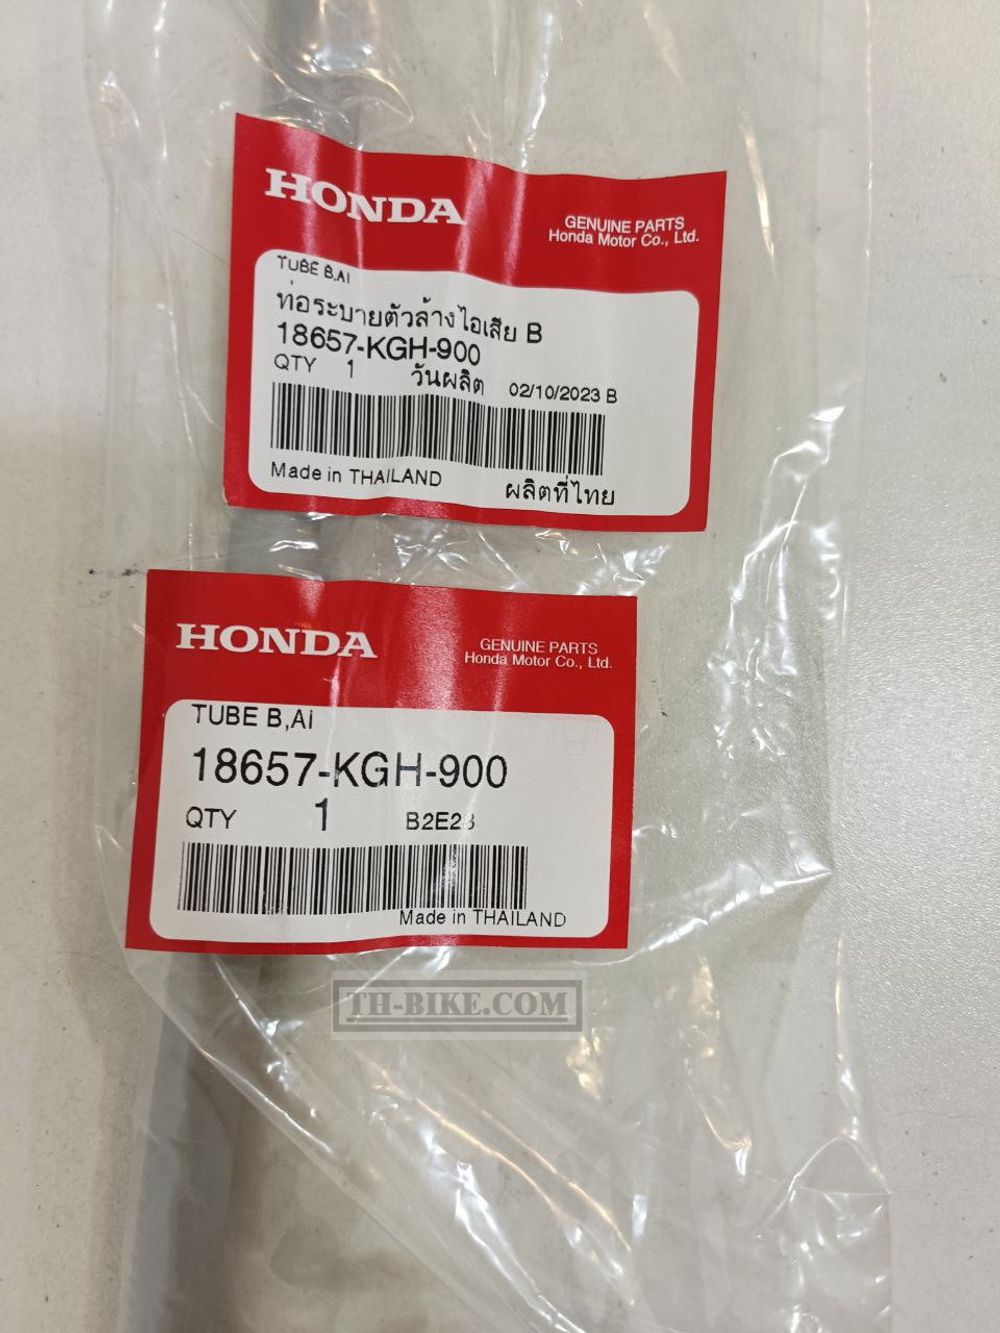 HONDA
GENUINE PARTS
Honda Motor Co., Ltd.
TUBE B,AI
ท่อระบายตัวล้างไอเสีย B
18657-KGH-900
QTY 1 วันผลิต 02/10/2023 B
Made in THAILAND ผลิตที่ไทย
HONDA
GENUINE PARTS
Honda Motor Co., Ltd.
TUBE B,Ai
18657-KGH-900
QTY 1 B2E23
Made in THAILAND
TH-BIKE.COM